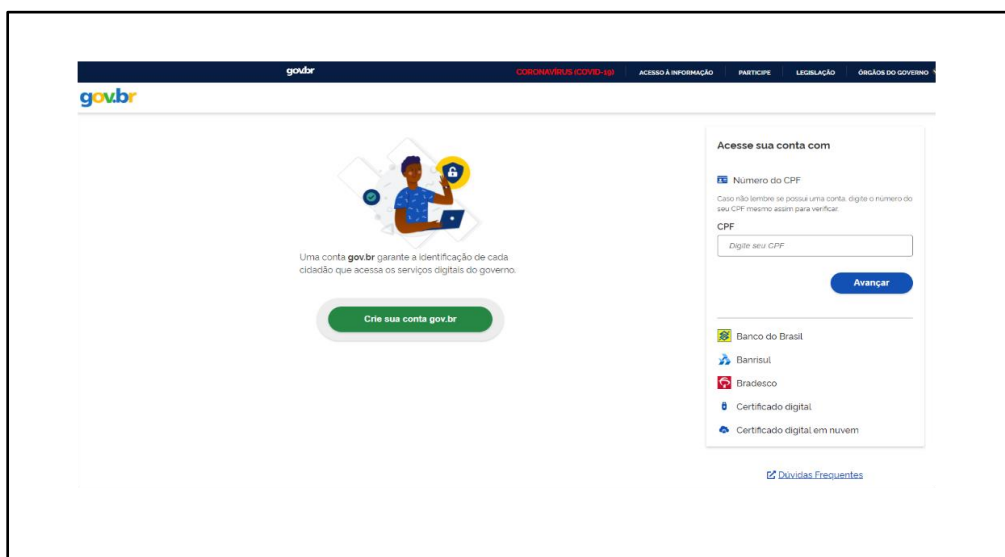 gov.br
CORONAVÍRUS (COVID-19)
ACESSO À INFORMAÇÃO
PARTICIPE
LEGISLAÇÃO
ÓRGÃOS DO GOVERNO
gov.br
Uma conta gov.br garante a identificação de cada
cidadão que acessa os serviços digitais do governo.
Crie sua conta gov.br
Acesse sua conta com
Número do CPF
Caso não lembre se possui uma conta, digite o número do
seu CPF mesmo assim para verificar.
CPF
Digite seu CPF
Avançar
Banco do Brasil
Banrisul
Bradesco
Certificado digital
Certificado digital em nuvem
Dúvidas Frequentes